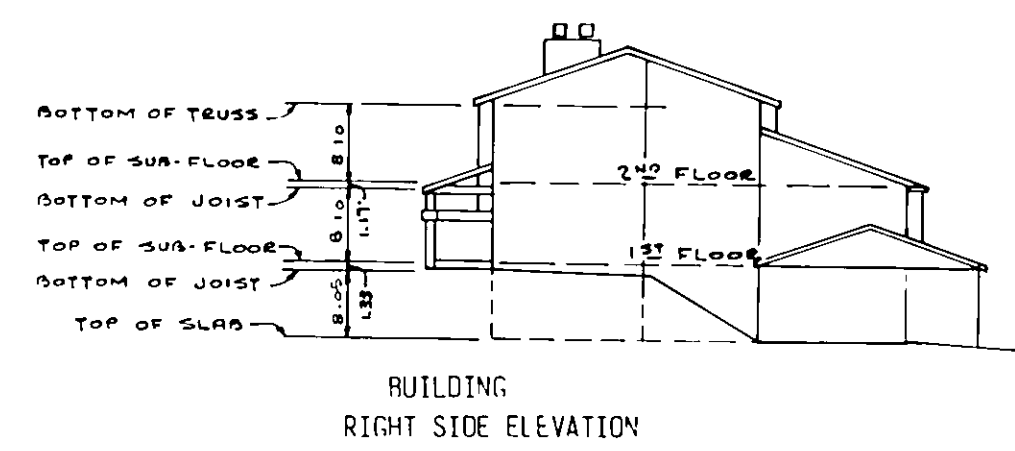 BOTTOM OF TRUSS
8.10
TOP OF SUB-FLOOR
2ND FLOOR
BOTTOM OF JOIST
1.17
8.10
TOP OF SUB-FLOOR
1ST FLOOR
BOTTOM OF JOIST
8.05
1.33
TOP OF SLAB
BUILDING
RIGHT SIDE ELEVATION